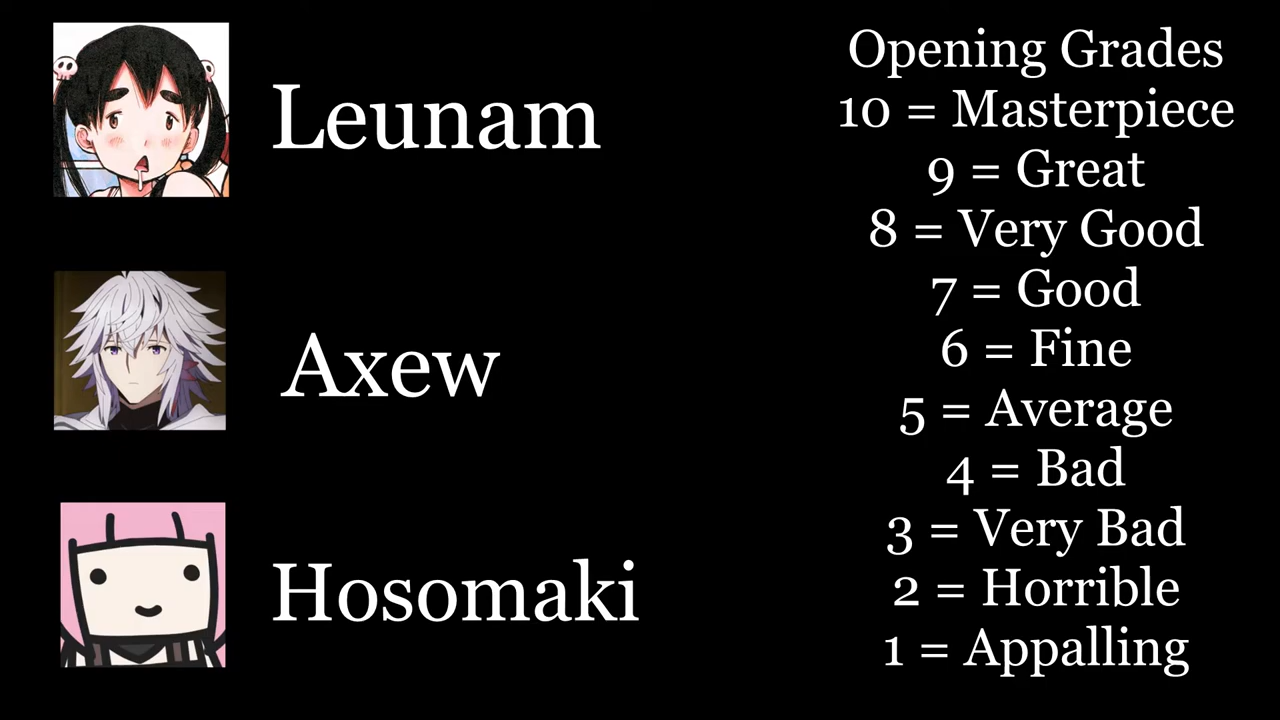 Leunam
Axew
Hosomaki
Opening Grades
10 = Masterpiece
9 = Great
8 = Very Good
7 = Good
6 = Fine
5 = Average
4 = Bad
3 = Very Bad
2 = Horrible
1 = Appalling